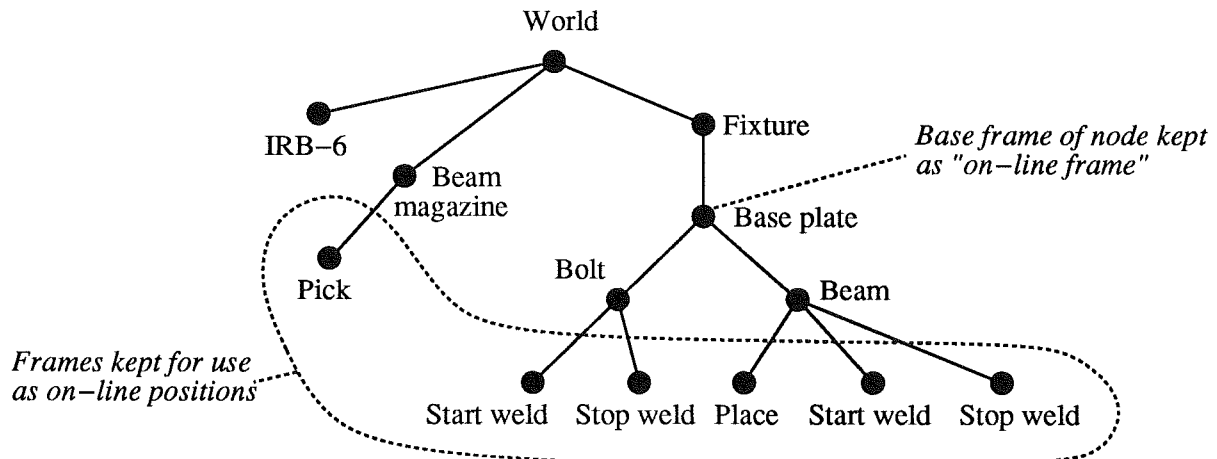 World
IRB−6
Fixture
Base frame of node kept
as "on−line frame"
Beam
magazine
Base plate
Pick
Bolt
Beam
Frames kept for use
as on−line positions
Start weld
Stop weld
Place
Start weld
Stop weld